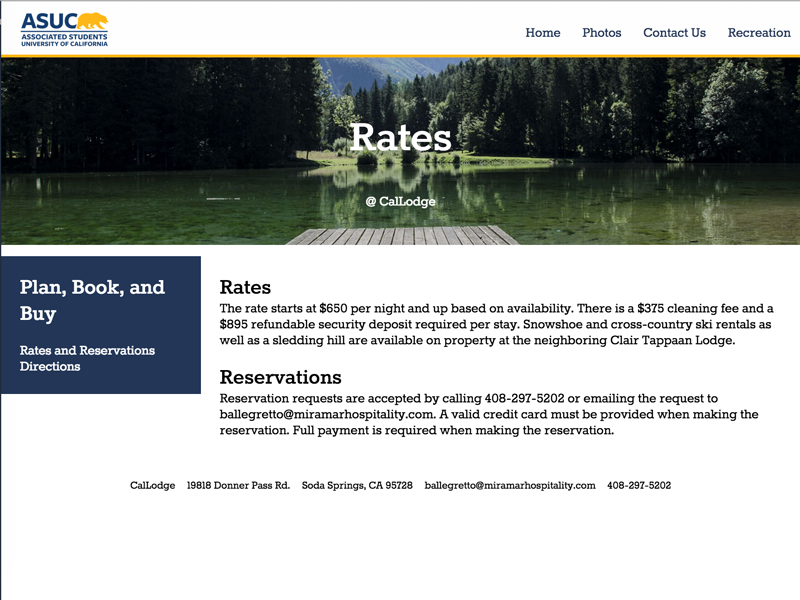 ASUC
ASSOCIATED STUDENTS
UNIVERSITY OF CALIFORNIA
Home Photos Contact Us Recreation
Rates
@ CalLodge
Plan, Book, and
Buy
Rates and Reservations
Directions
Rates
The rate starts at $650 per night and up based on availability. There is a $375 cleaning fee and a
$895 refundable security deposit required per stay. Snowshoe and cross-country ski rentals as
well as a sledding hill are available on property at the neighboring Clair Tappaan Lodge.
Reservations
Reservation requests are accepted by calling 408-297-5202 or emailing the request to
ballegretto@miramarhospitality.com. A valid credit card must be provided when making the
reservation. Full payment is required when making the reservation.
CalLodge 19818 Donner Pass Rd. Soda Springs, CA 95728 ballegretto@miramarhospitality.com 408-297-5202